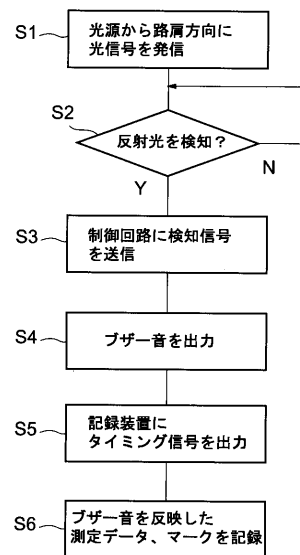 S1
光源から路肩方向に
光信号を発信
S2
反射光を検知？
N
Y
S3
制御回路に検知信号
を送信
S4
ブザー音を出力
S5
記録装置に
タイミング信号を出力
S6
ブザー音を反映した
測定データ、マークを記録